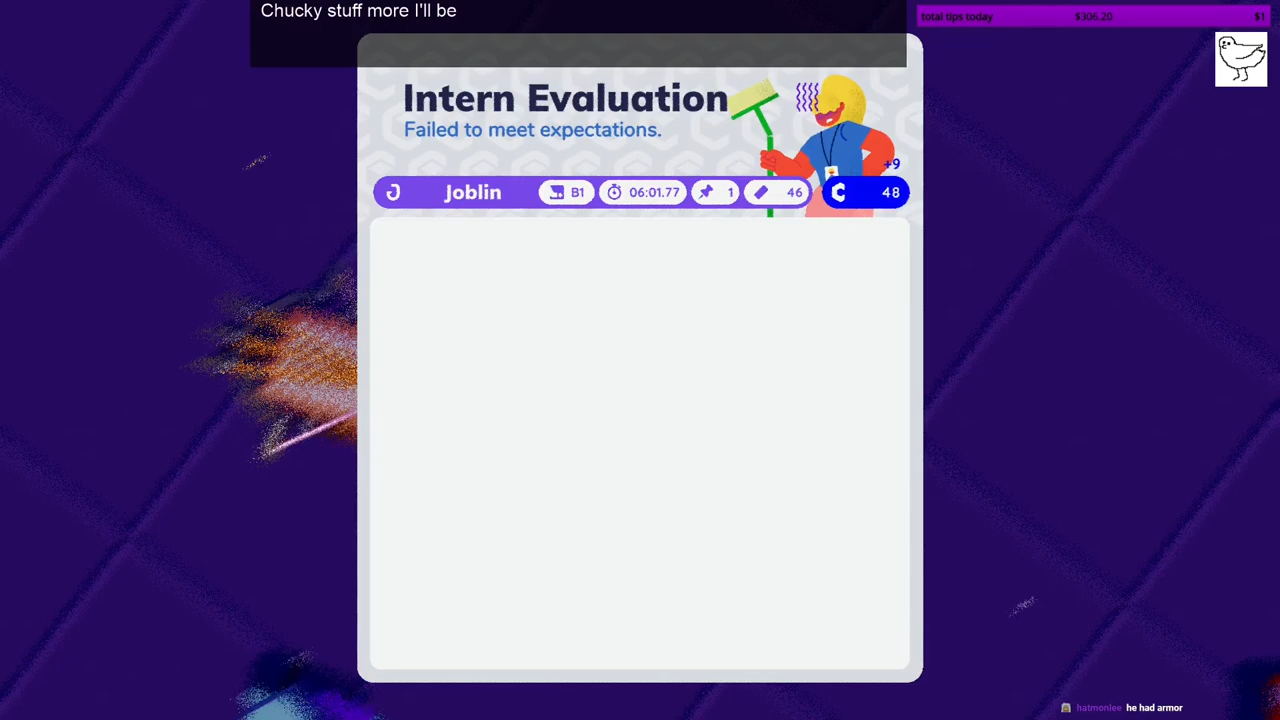 Chucky stuff more I'll be
total tips today $306.20 $1
Intern Evaluation
Failed to meet expectations.
+9
J Joblin B1 06:01.77 1 46 C 48
hatmonlee he had armor